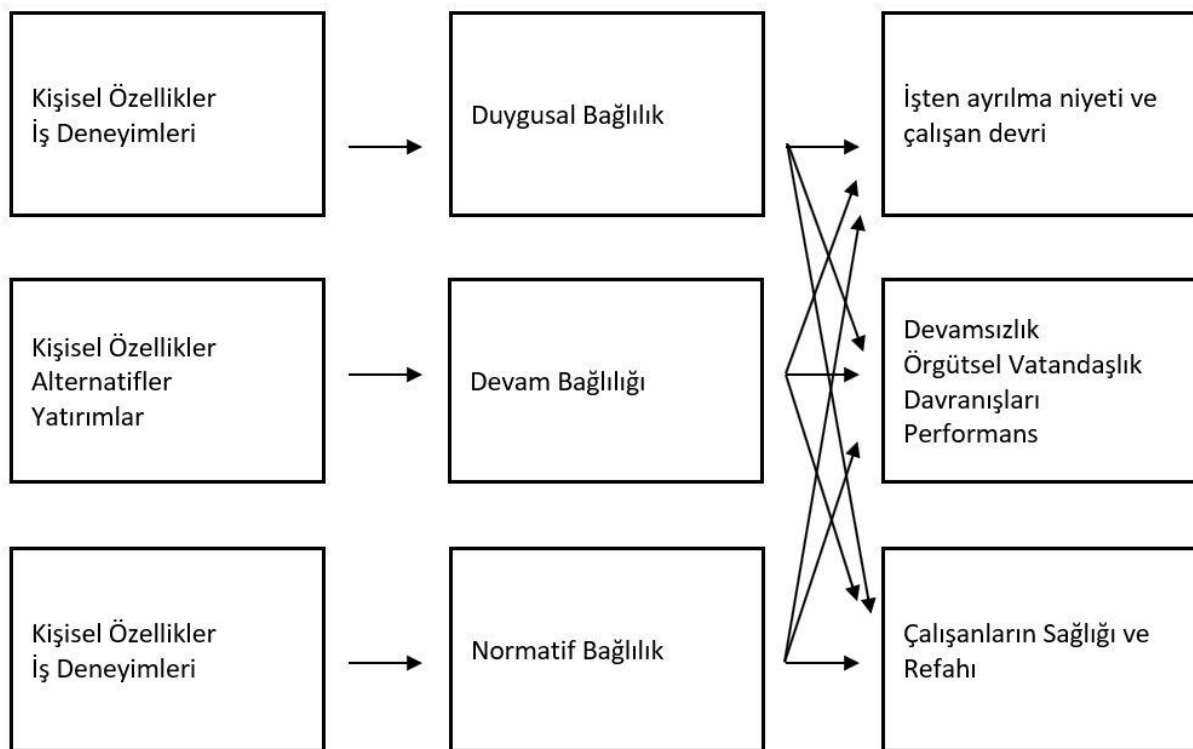 Kişisel Özellikler
İş Deneyimleri
Duygusal Bağlılık
İşten ayrılma niyeti ve
çalışan devri
Kişisel Özellikler
Alternatifler
Yatırımlar
Devam Bağlılığı
Devamsızlık
Örgütsel Vatandaşlık
Davranışları
Performans
Kişisel Özellikler
İş Deneyimleri
Normatif Bağlılık
Çalışanların Sağlığı ve
Refahı